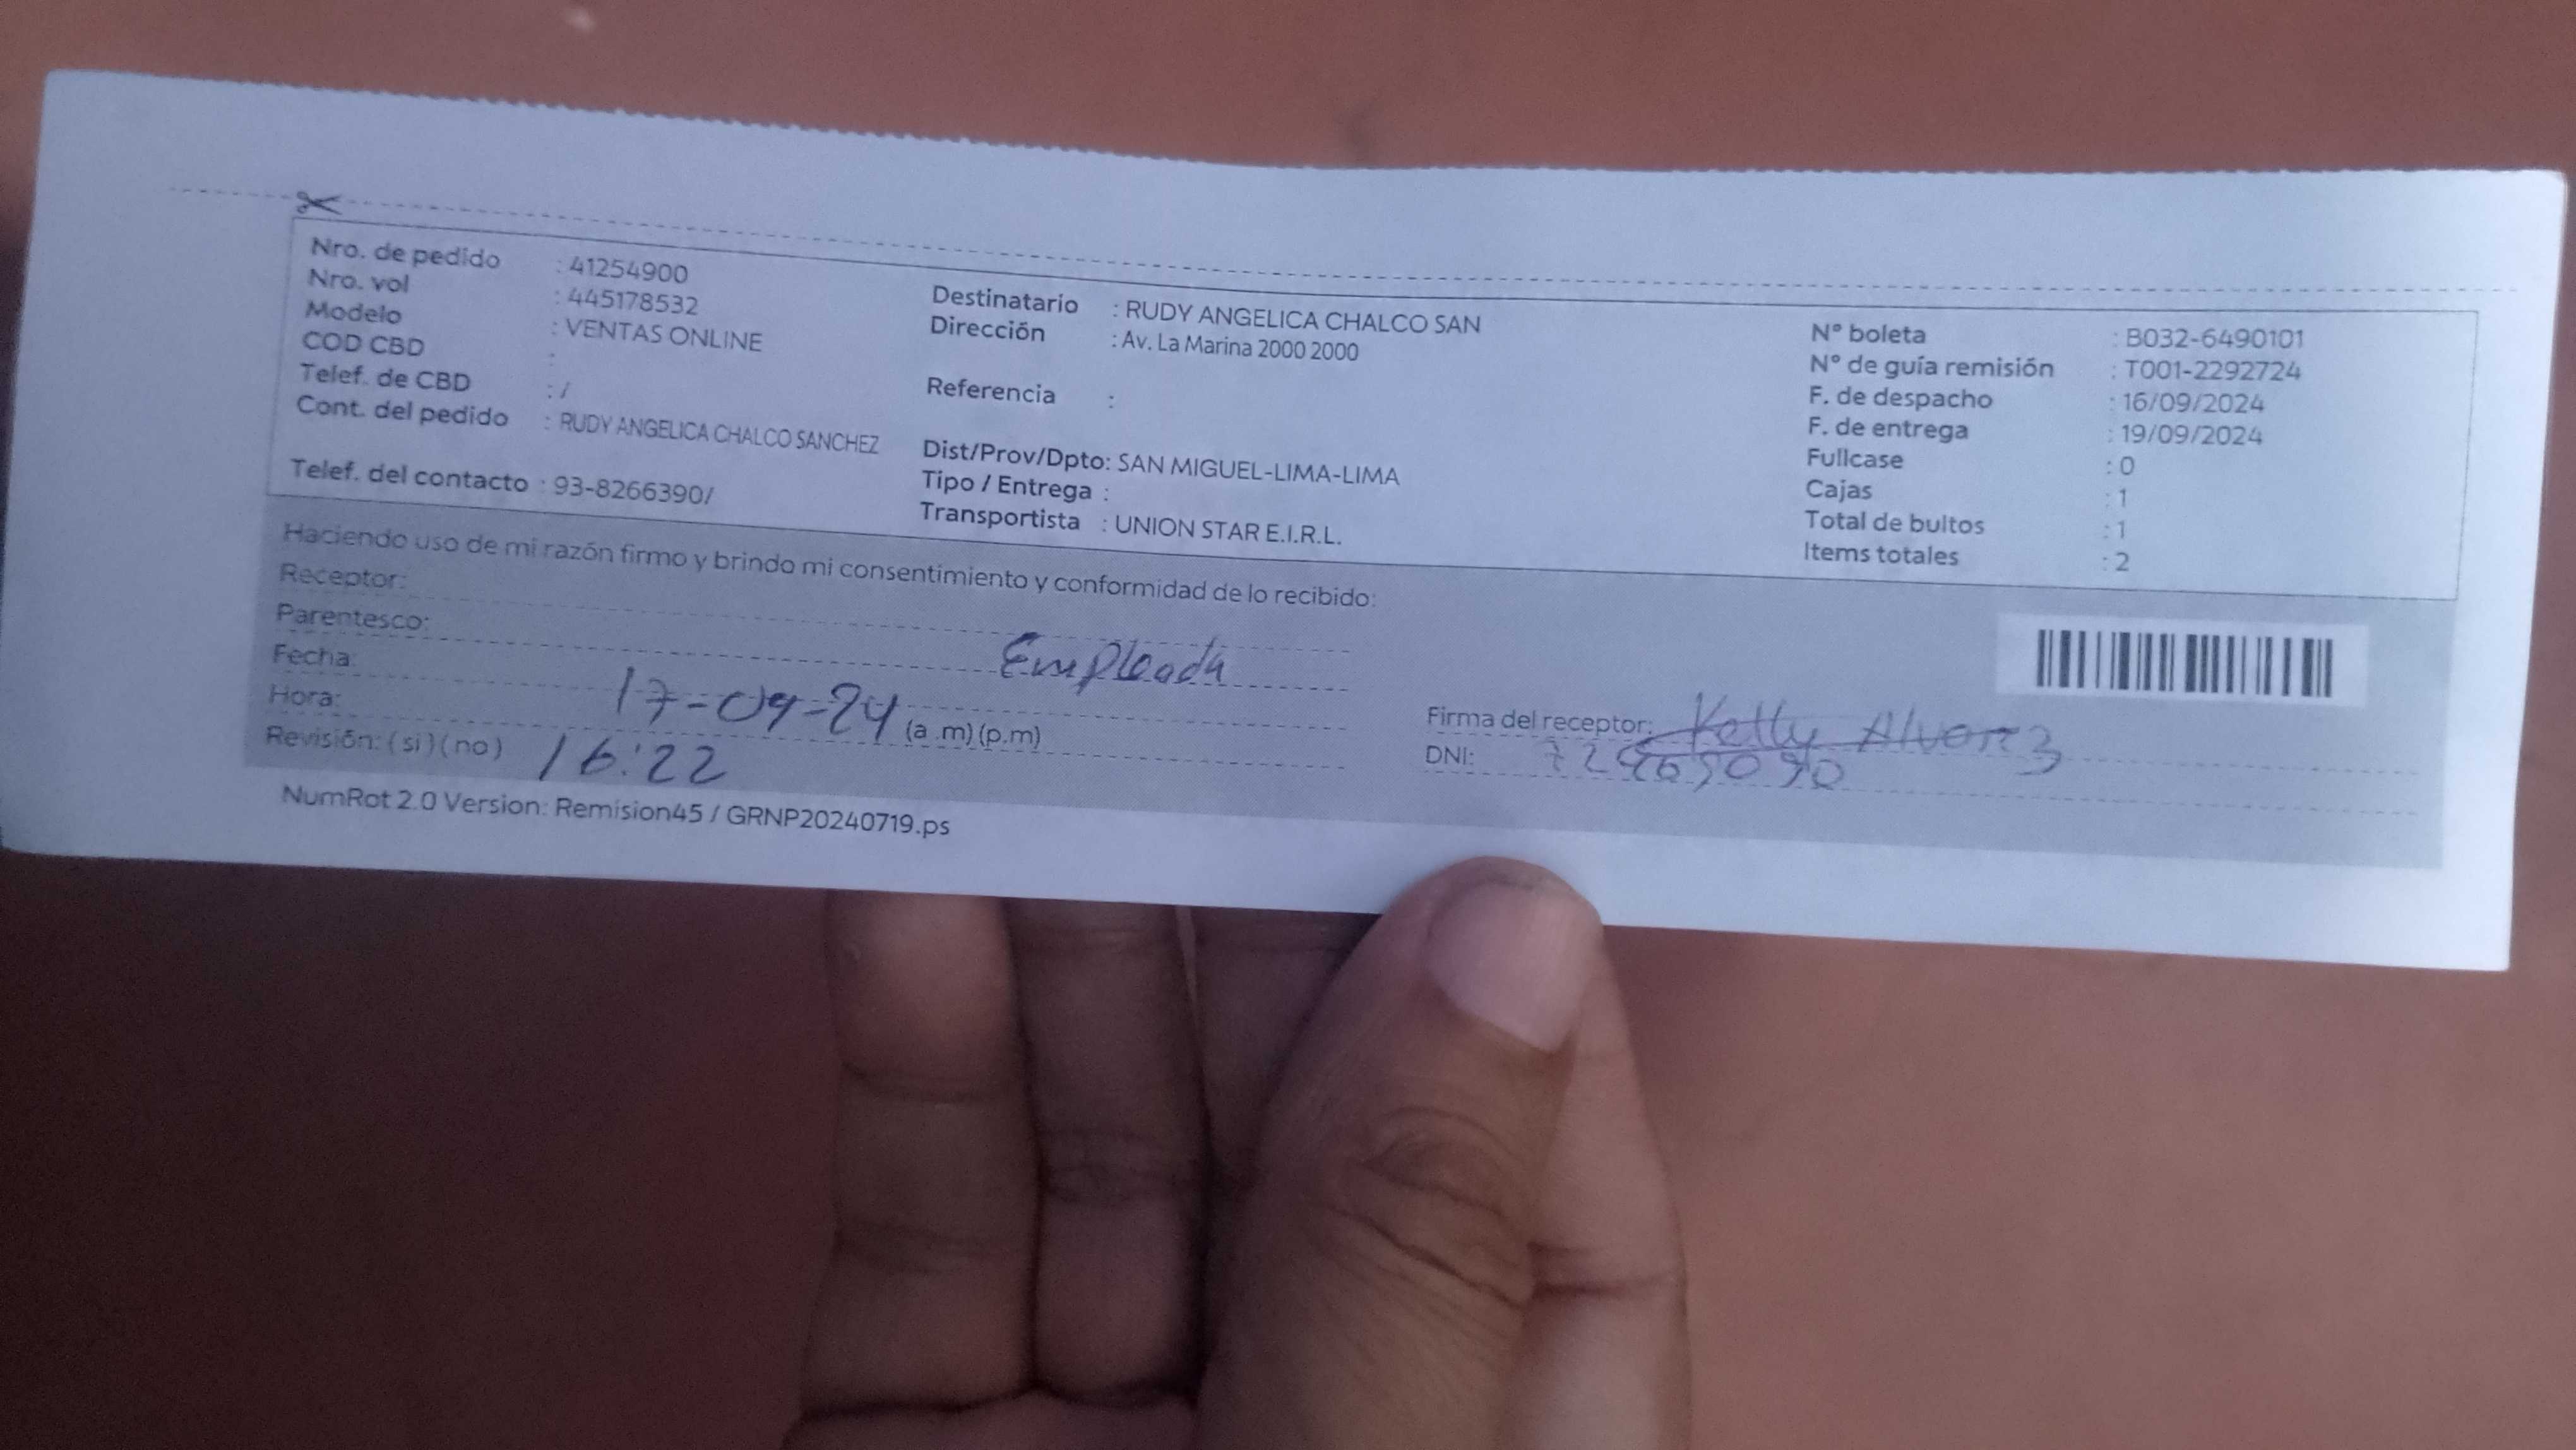 Nro. de pedido : 41254900
Nro. vol : 445178532
Modelo : VENTAS ONLINE
COD CBD :
Telef. de CBD : /
Cont. del pedido : RUDY ANGELICA CHALCO SANCHEZ
Telef. del contacto : 93-8266390/
Destinatario : RUDY ANGELICA CHALCO SAN
Dirección : Av. La Marina 2000 2000
Referencia :
Dist/Prov/Dpto: SAN MIGUEL-LIMA-LIMA
Tipo / Entrega :
Transportista : UNION STAR E.I.R.L.
N° boleta : B032-6490101
N° de guía remisión : T001-2292724
F. de despacho : 16/09/2024
F. de entrega : 19/09/2024
Fullcase : 0
Cajas : 1
Total de bultos : 1
Items totales : 2
Haciendo uso de mi razón firmo y brindo mi consentimiento y conformidad de lo recibido:
Receptor:
Parentesco: Empleada
Fecha: 17-09-24
Hora: 16:22 (a .m) (p.m)
Revisión: ( si ) ( no )
Firma del receptor: Kelly Alvarez
DNI:
NumRot 2.0 Version: Remision45 / GRNP20240719.ps